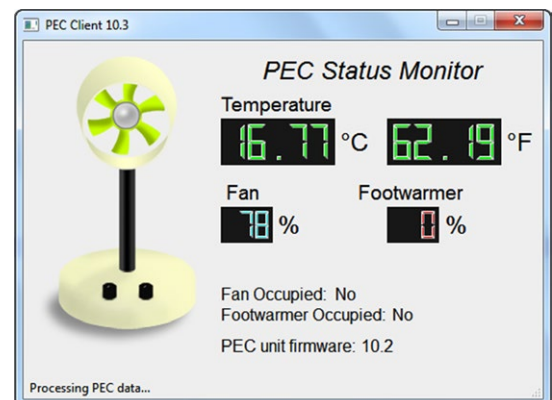 PEC Client 10.3
PEC Status Monitor
Temperature
16.77 °C 62.19 °F
Fan Footwarmer
78 % 0 %
Fan Occupied: No
Footwarmer Occupied: No
PEC unit firmware: 10.2
Processing PEC data...